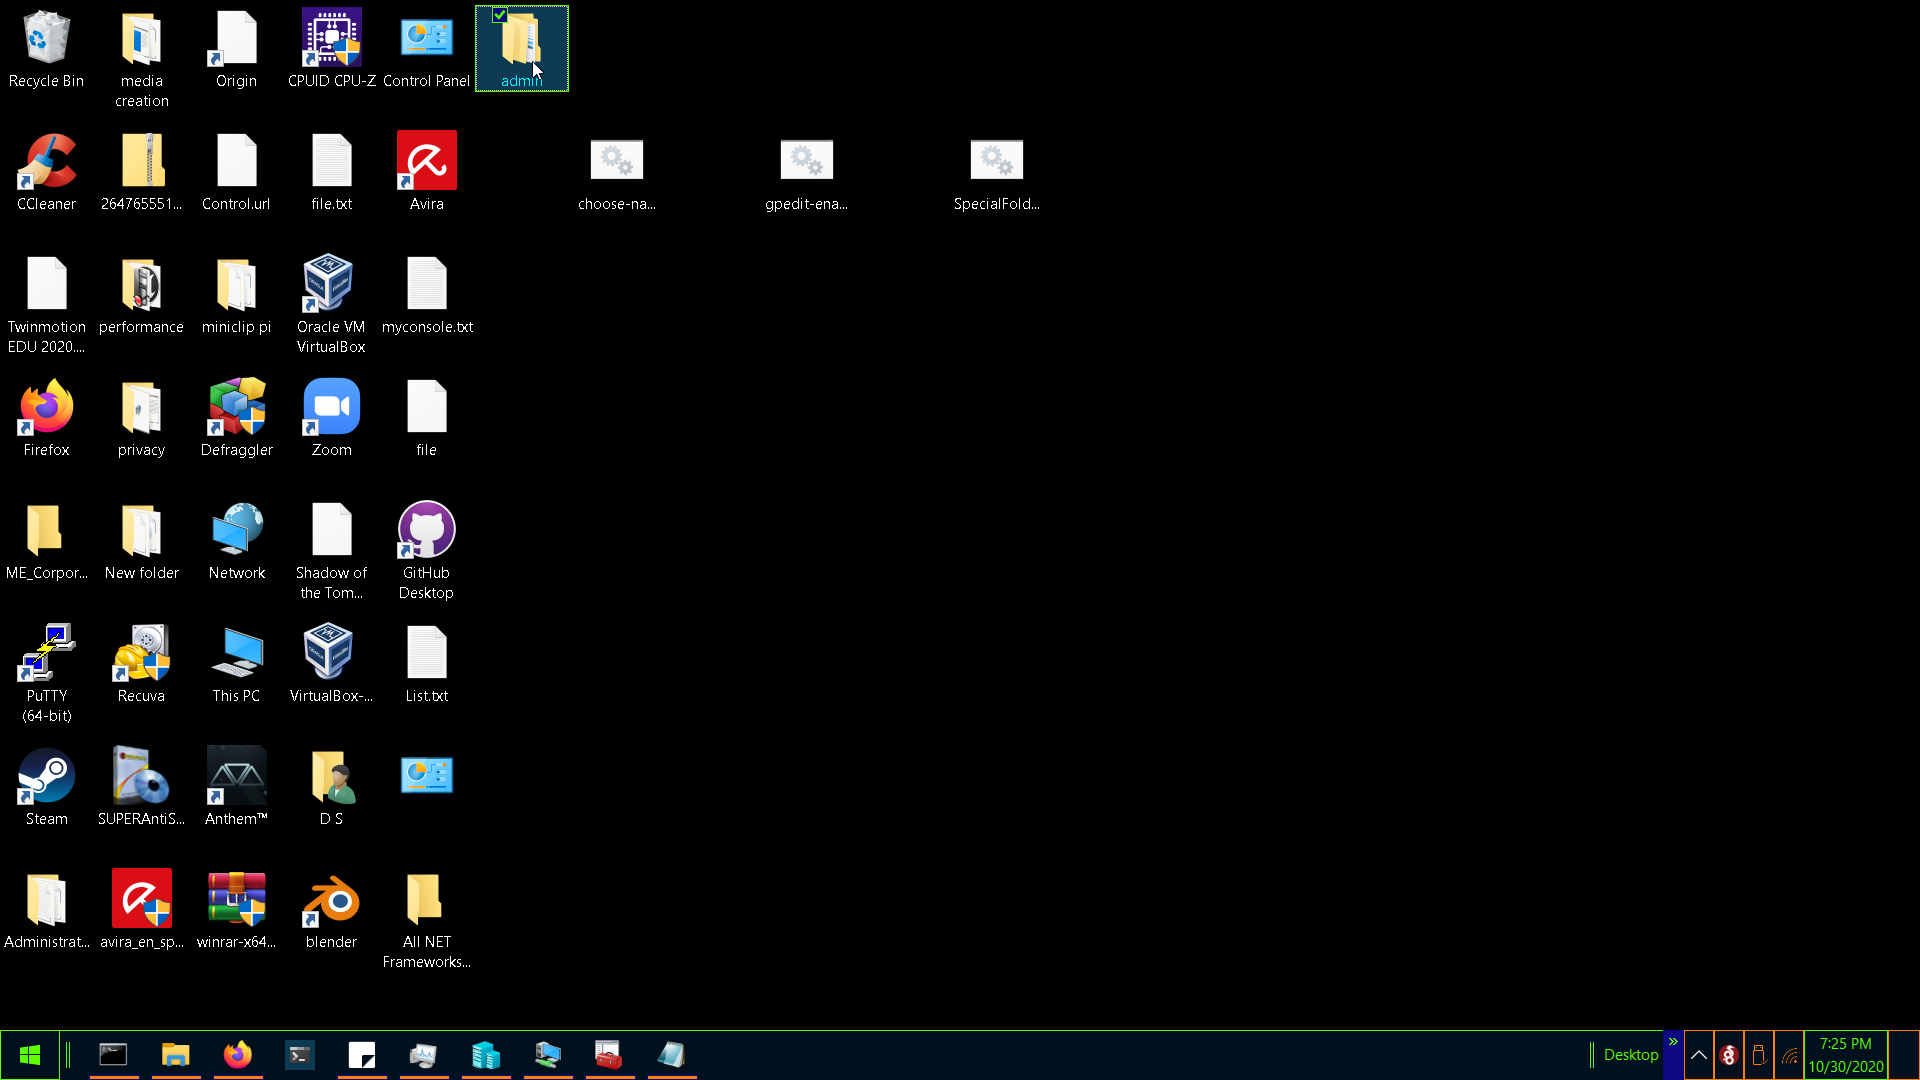 Recycle Bin
media
creation
Origin
CPUID CPU-Z
Control Panel
admin
CCleaner
264765551...
Control.url
file.txt
Avira
choose-na...
gpedit-ena...
SpecialFold...
Twinmotion
EDU 2020....
performance
miniclip pi
Oracle VM
VirtualBox
myconsole.txt
Firefox
privacy
Defraggler
Zoom
file
ME_Corpor...
New folder
Network
Shadow of
the Tom...
GitHub
Desktop
PuTTY
(64-bit)
Recuva
This PC
VirtualBox-...
List.txt
Steam
SUPERAntiS...
Anthem™
D S
Administrat...
avira_en_sp...
winrar-x64...
blender
All NET
Frameworks...
Desktop
»
7:25 PM
10/30/2020